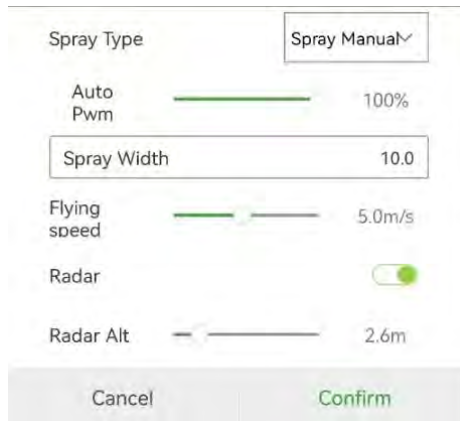 Spray Type
Spray Manual
Auto
Pwm
100%
Spray Width
10.0
Flying
speed
5.0m/s
Radar
Radar Alt
2.6m
Cancel
Confirm